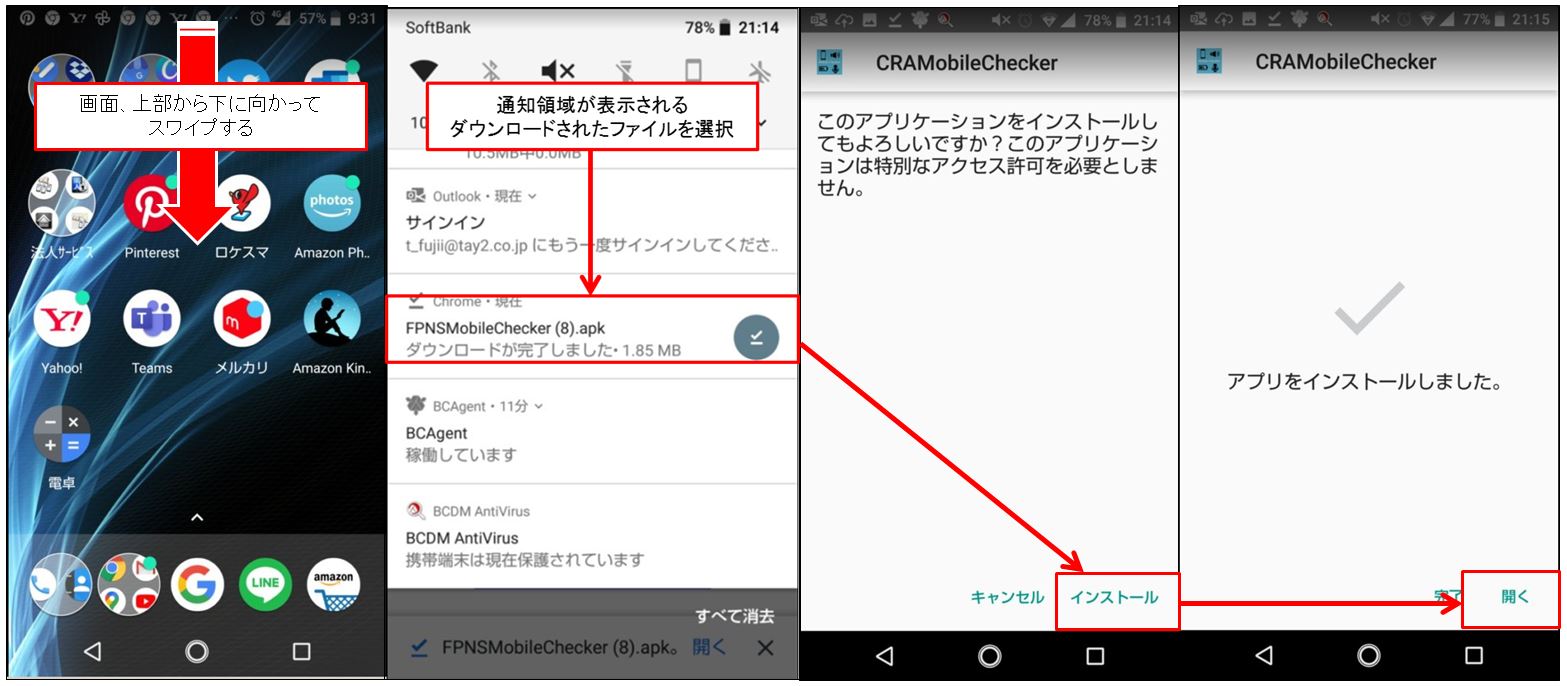 57% 9:31
画面、上部から下に向かって
スワイプする
法人サービス
Pinterest
ロケスマ
photos
Amazon Ph..
Y!
Yahoo!
Teams
メルカリ
Amazon Kin..
電卓
G
LINE
amazon
SoftBank
78% 21:14
通知領域が表示される
ダウンロードされたファイルを選択
10.5MB中0.0MB
Outlook・現在
サインイン
t_fujii@tay2.co.jp にもう一度サインインしてくださ..
Chrome・現在
FPNSMobileChecker (8).apk
ダウンロードが完了しました・1.85 MB
BCAgent・11分
BCAgent
稼働しています
BCDM AntiVirus
BCDM AntiVirus
携帯端末は現在保護されています
すべて消去
FPNSMobileChecker (8).apk。 開く
78% 21:14
CRAMobileChecker
このアプリケーションをインストールし
てもよろしいですか？このアプリケーシ
ョンは特別なアクセス許可を必要としま
せん。
キャンセル インストール
77% 21:15
CRAMobileChecker
アプリをインストールしました。
完了 開く